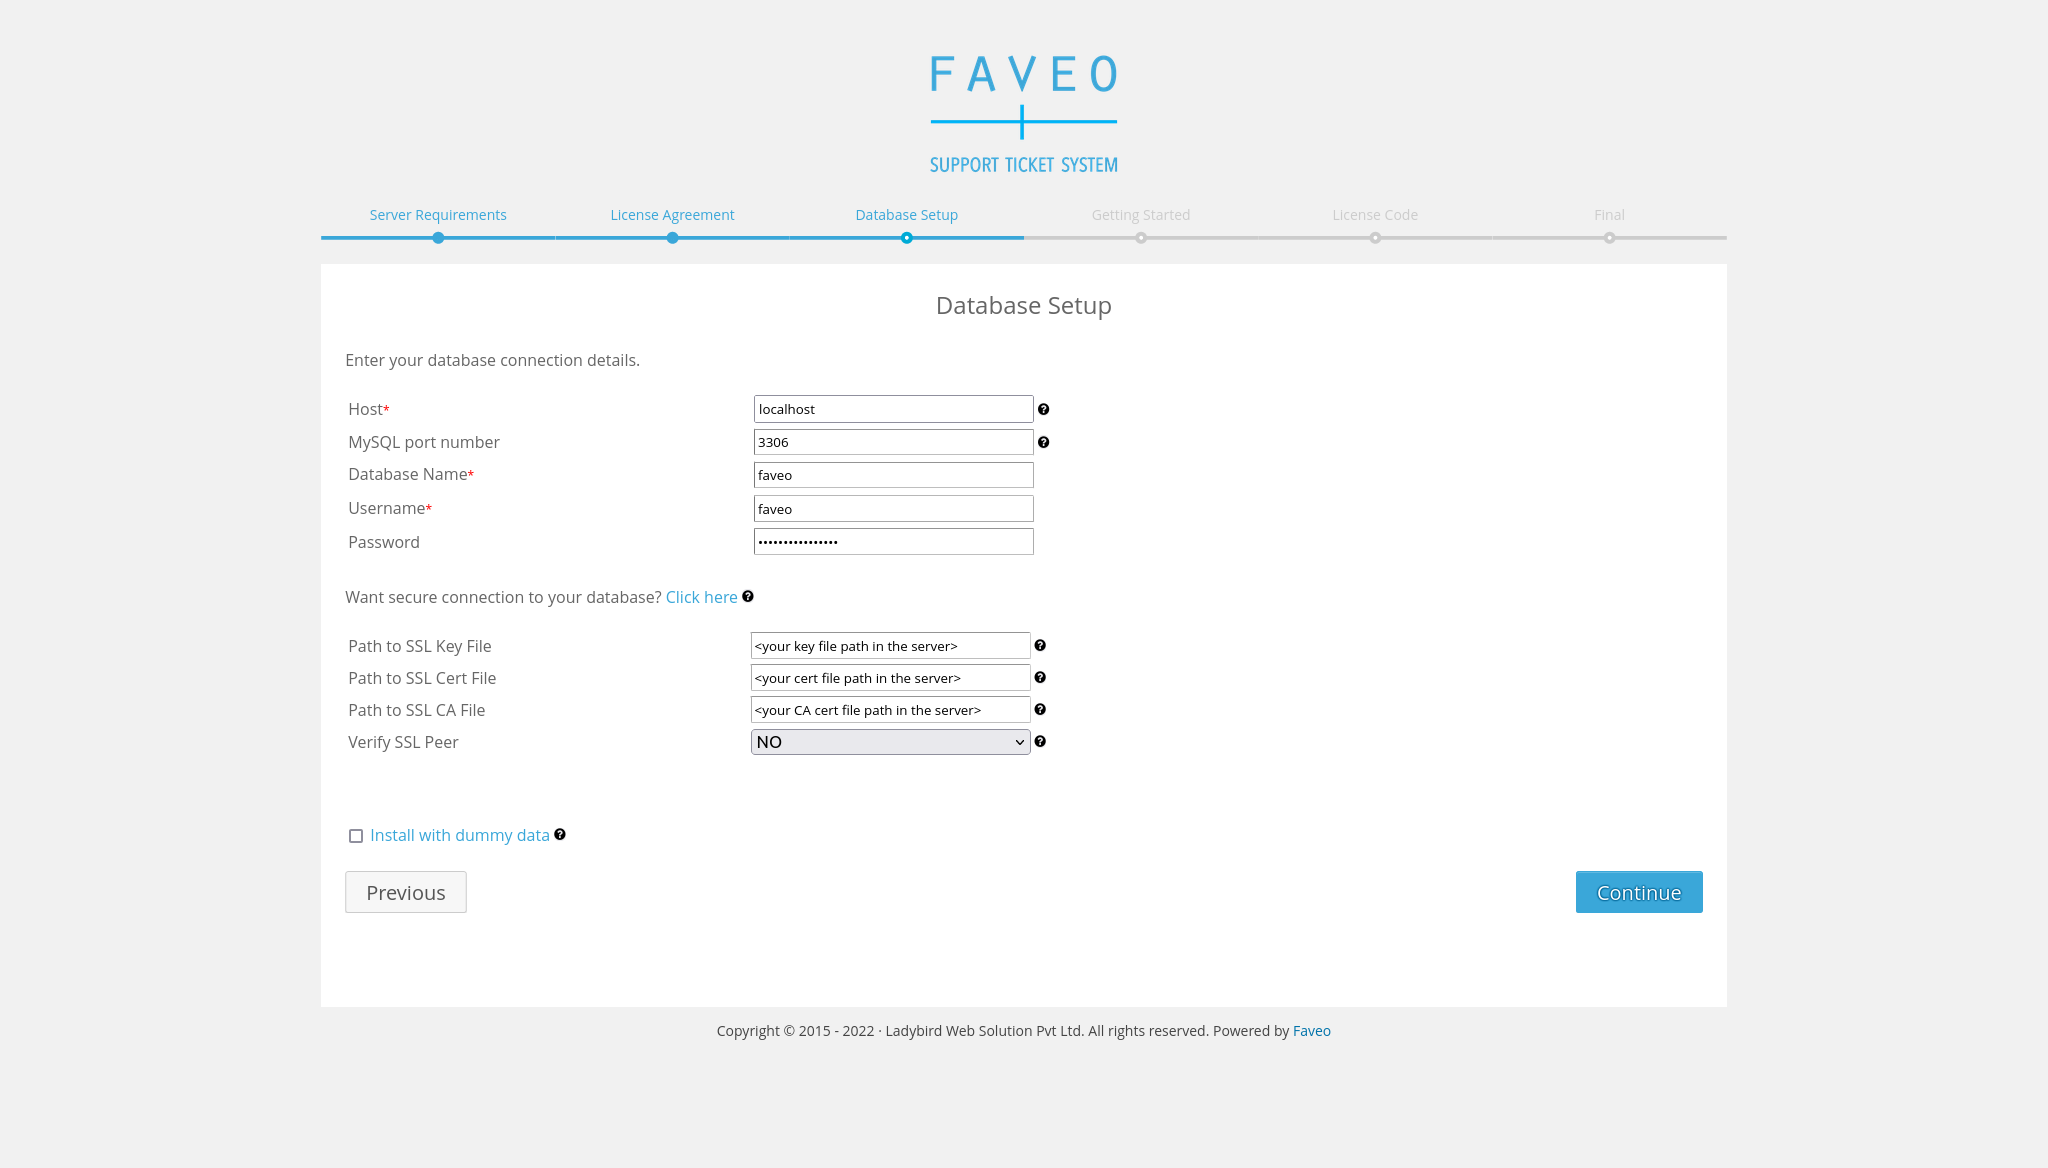 FAVEO
SUPPORT TICKET SYSTEM
Server Requirements
License Agreement
Database Setup
Getting Started
License Code
Final
Database Setup
Enter your database connection details.
Host* localhost
MySQL port number 3306
Database Name* faveo
Username* faveo
Password ••••••••••••••••
Want secure connection to your database? Click here
Path to SSL Key File <your key file path in the server>
Path to SSL Cert File <your cert file path in the server>
Path to SSL CA File <your CA cert file path in the server>
Verify SSL Peer NO
Install with dummy data
Previous
Continue
Copyright © 2015 - 2022 · Ladybird Web Solution Pvt Ltd. All rights reserved. Powered by Faveo